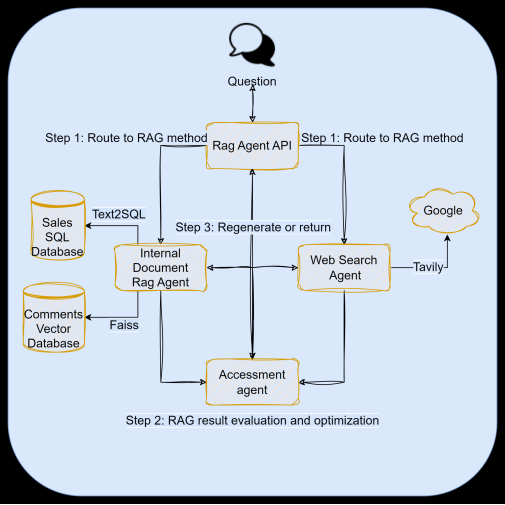 Question
Step 1: Route to RAG method
Rag Agent API
Step 1: Route to RAG method
Sales
SQL
Database
Text2SQL
Step 3: Regenerate or return
Google
Internal
Document
Rag Agent
Web Search
Agent
Tavily
Comments
Vector
Database
Faiss
Accessment
agent
Step 2: RAG result evaluation and optimization